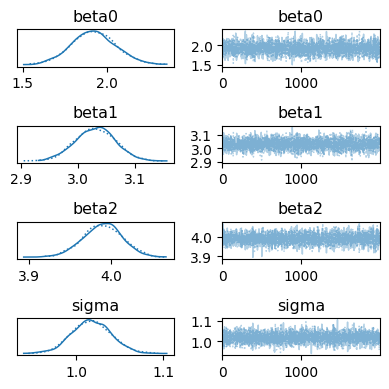 beta0 beta0
2.0
1.5
1.5 2.0 0 1000
beta1 beta1
3.1
3.0
2.9
2.9 3.0 3.1 0 1000
beta2 beta2
4.0
3.9
3.9 4.0 0 1000
sigma sigma
1.1
1.0
1.0 1.1 0 1000